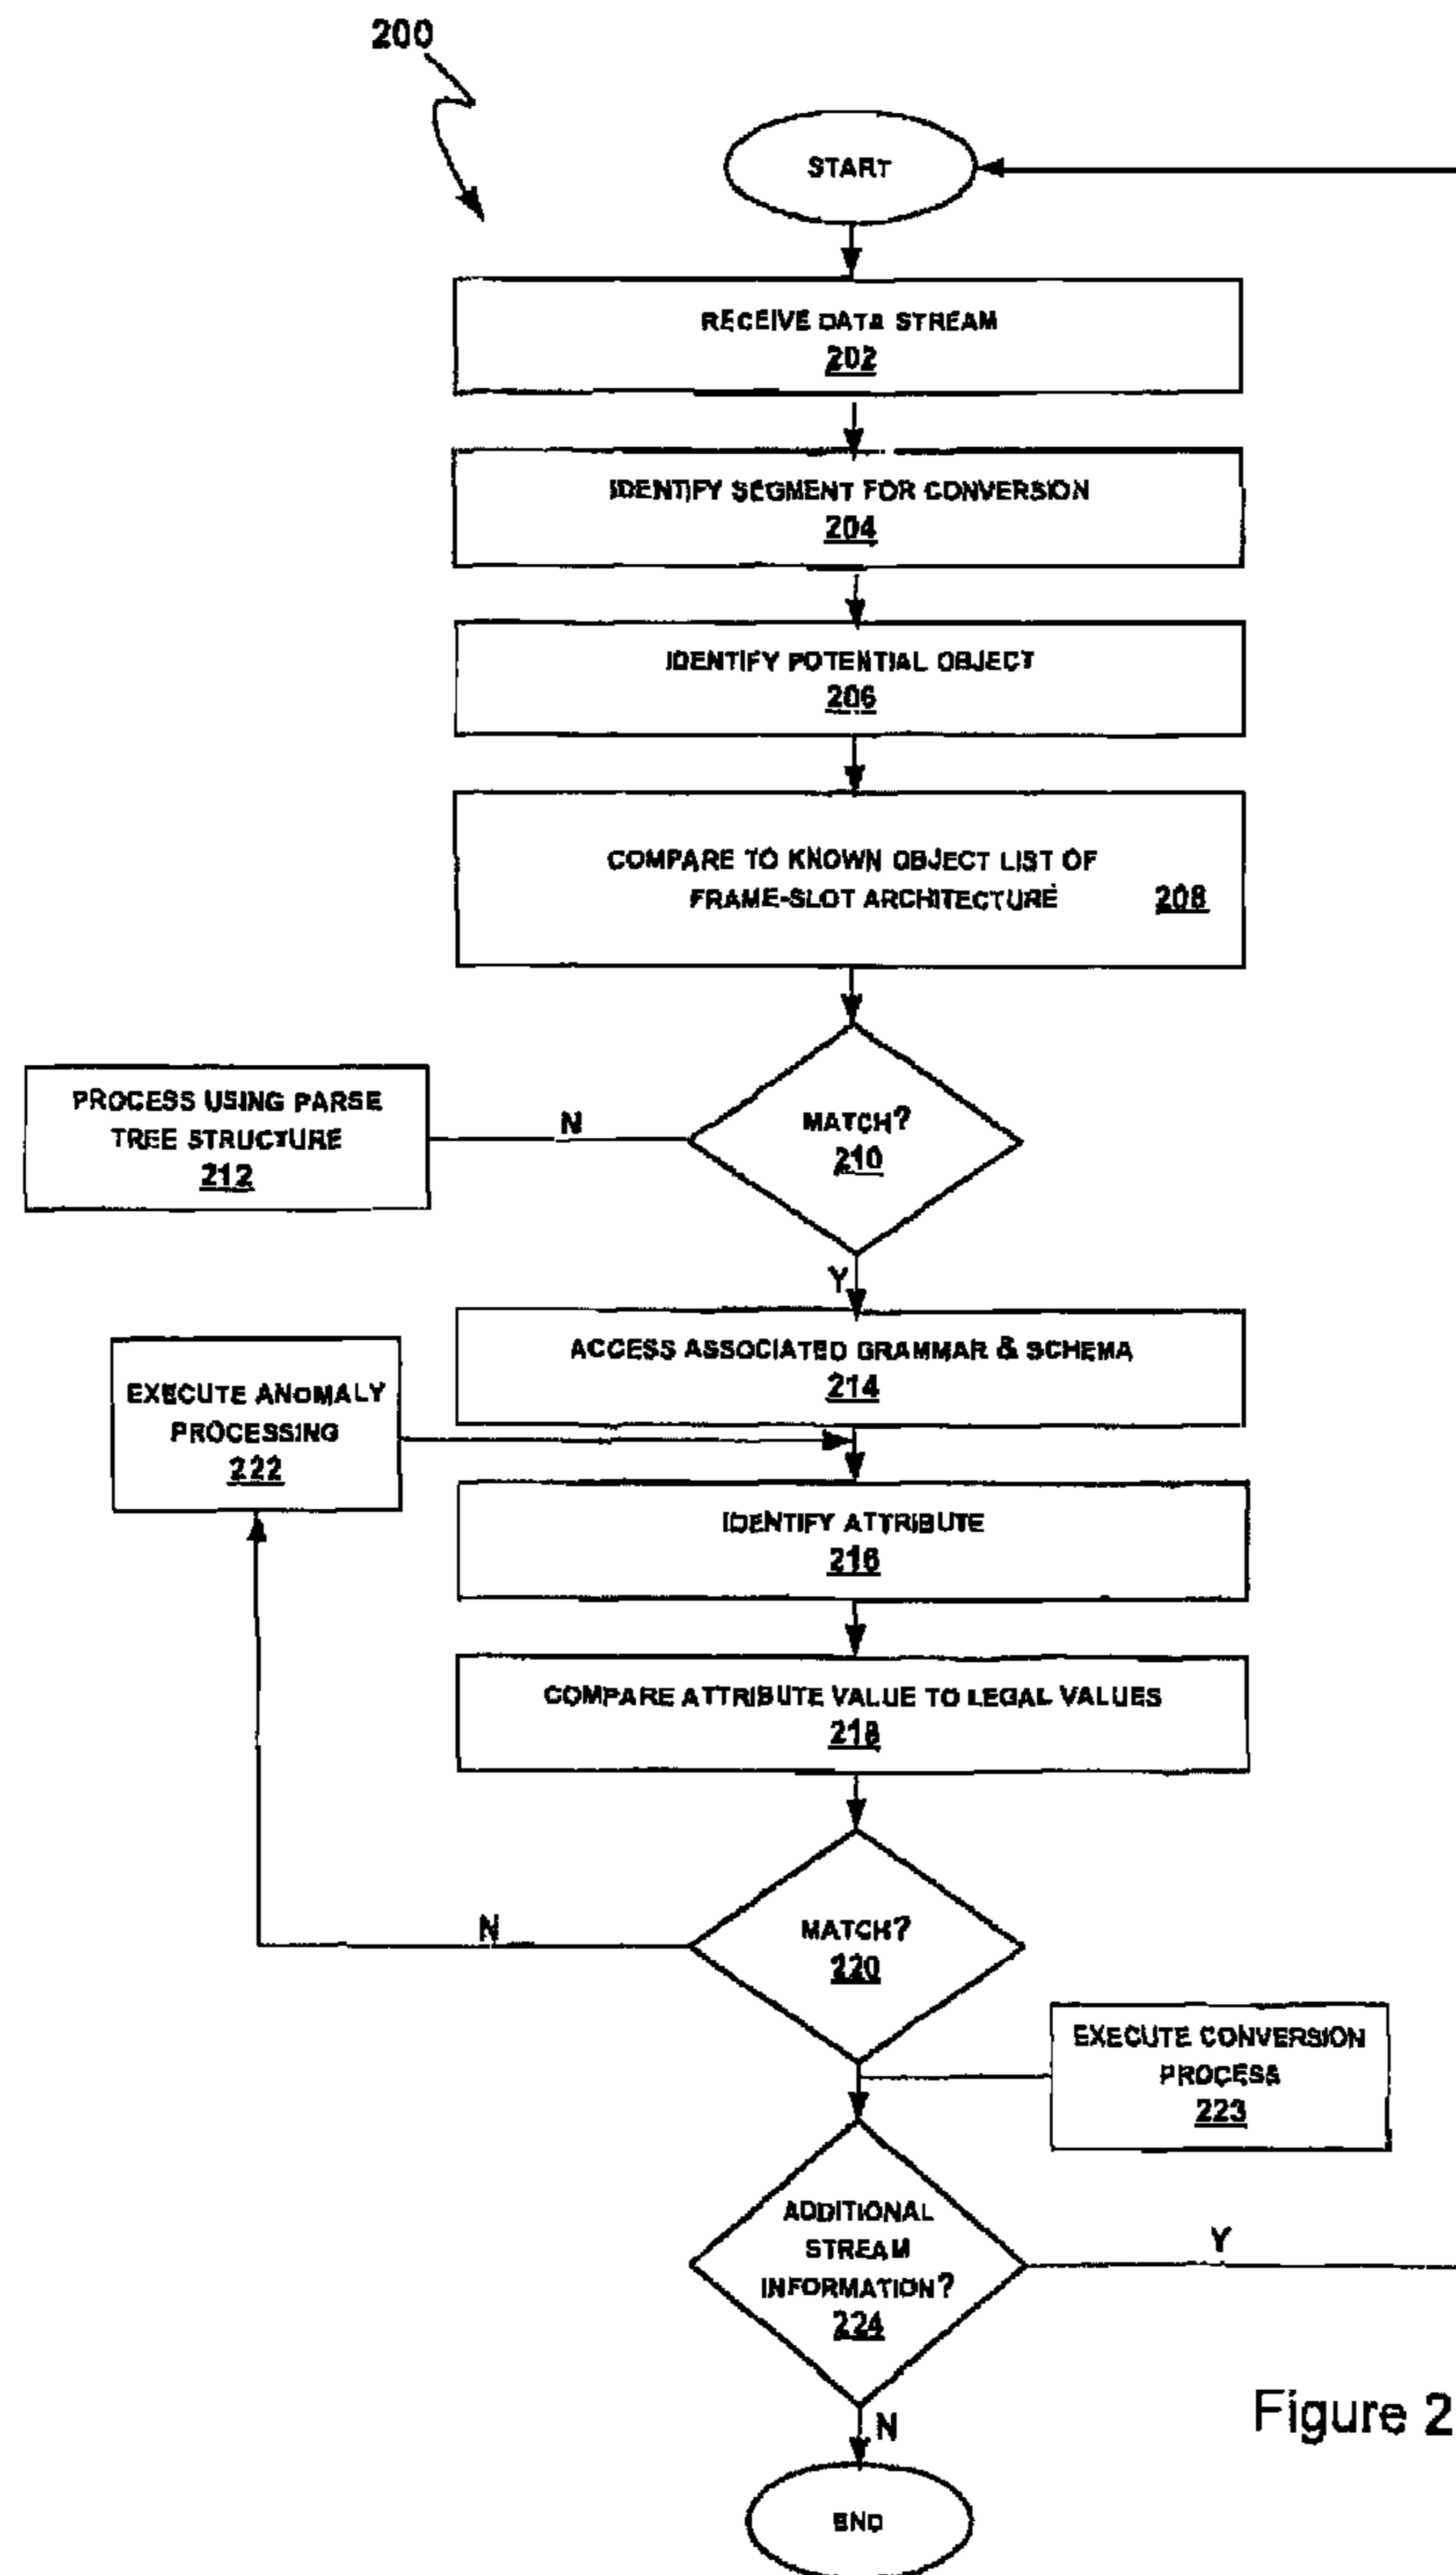 200
START
RECEIVE DATA STREAM
202
IDENTIFY SEGMENT FOR CONVERSION
204
IDENTIFY POTENTIAL OBJECT
206
COMPARE TO KNOWN OBJECT LIST OF
FRAME-SLOT ARCHITECTURE
208
MATCH?
210
N
PROCESS USING PARSE
TREE STRUCTURE
212
Y
ACCESS ASSOCIATED GRAMMAR & SCHEMA
214
EXECUTE ANOMALY
PROCESSING
222
IDENTIFY ATTRIBUTE
216
COMPARE ATTRIBUTE VALUE TO LEGAL VALUES
218
MATCH?
220
N
EXECUTE CONVERSION
PROCESS
223
ADDITIONAL
STREAM
INFORMATION?
224
Y
N
END
Figure 2